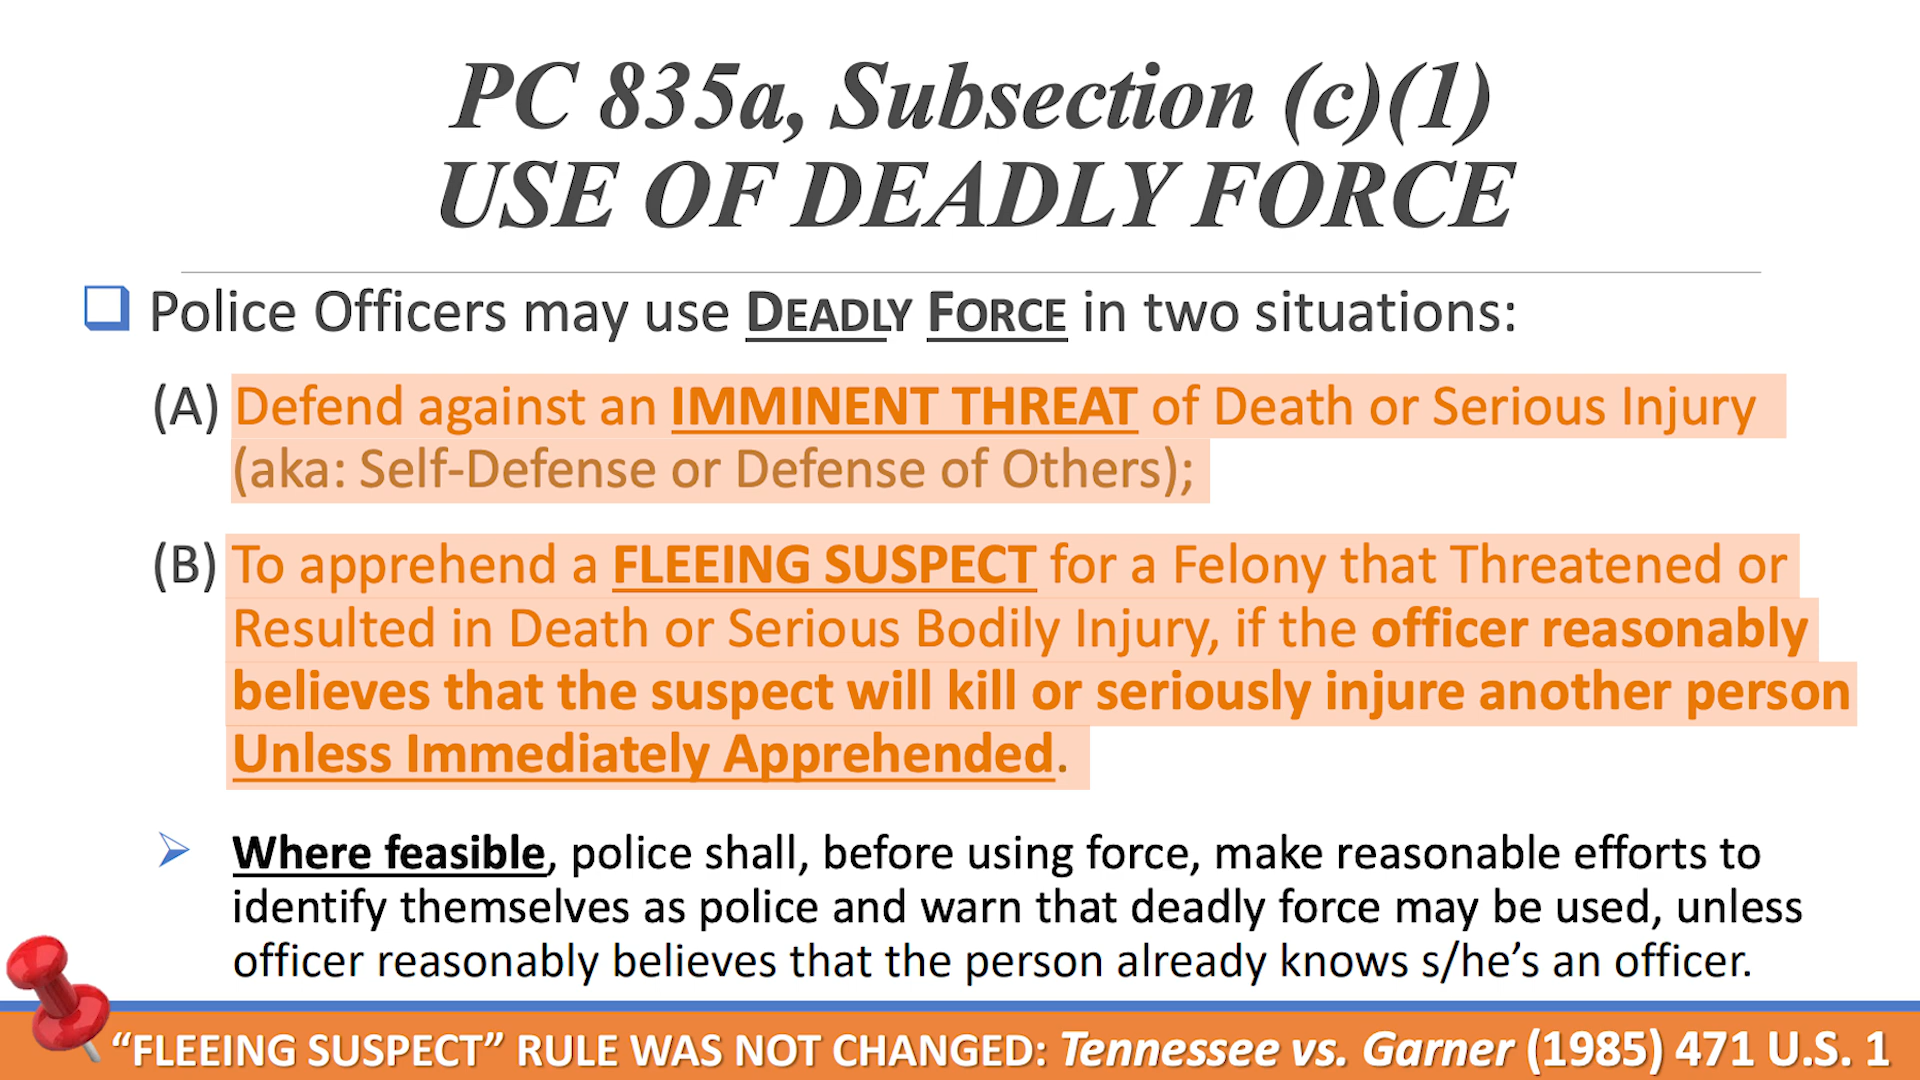 PC 835a, Subsection (c)(1)
USE OF DEADLY FORCE
Police Officers may use DEADLY FORCE in two situations:
(A) Defend against an IMMINENT THREAT of Death or Serious Injury
(aka: Self-Defense or Defense of Others);
(B) To apprehend a FLEEING SUSPECT for a Felony that Threatened or
Resulted in Death or Serious Bodily Injury, if the officer reasonably
believes that the suspect will kill or seriously injure another person
Unless Immediately Apprehended.
Where feasible, police shall, before using force, make reasonable efforts to
identify themselves as police and warn that deadly force may be used, unless
officer reasonably believes that the person already knows s/he’s an officer.
“FLEEING SUSPECT” RULE WAS NOT CHANGED: Tennessee vs. Garner (1985) 471 U.S. 1